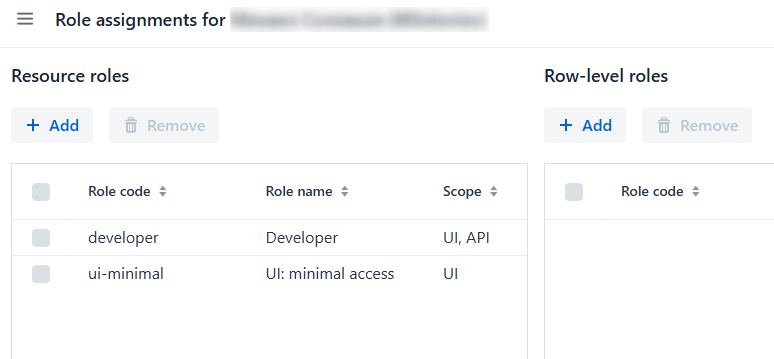 Role assignments for
Resource roles
Row-level roles
+ Add
Remove
+ Add
Remove
Role code
Role name
Scope
Role code
developer
Developer
UI, API
ui-minimal
UI: minimal access
UI